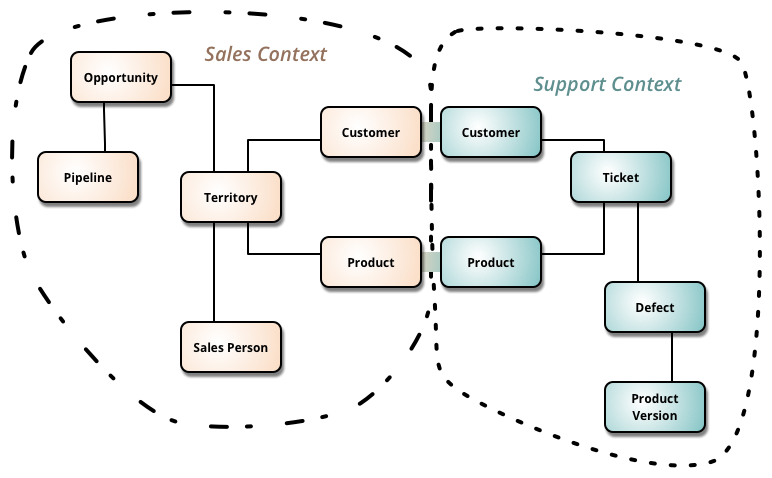 Sales Context
Support Context
Opportunity
Pipeline
Territory
Customer
Product
Sales Person
Customer
Product
Ticket
Defect
Product
Version